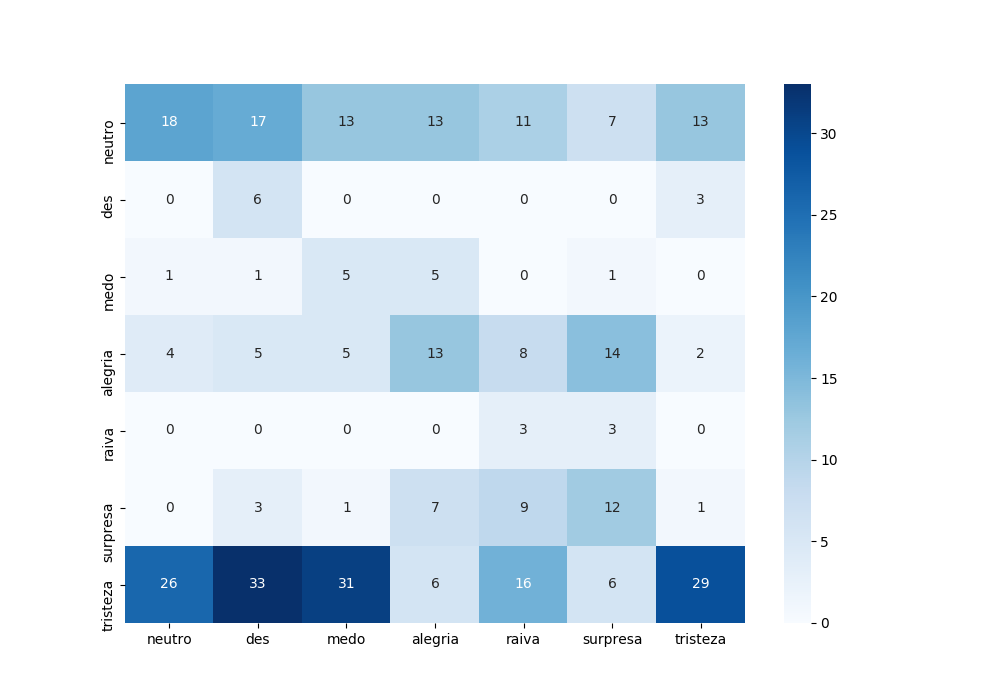 neutro 18 17 13 13 11 7 13
des 0 6 0 0 0 0 3
medo 1 1 5 5 0 1 0
alegria 4 5 5 13 8 14 2
raiva 0 0 0 0 3 3 0
surpresa 0 3 1 7 9 12 1
tristeza 26 33 31 6 16 6 29
neutro des medo alegria raiva surpresa tristeza
30
25
20
15
10
5
0